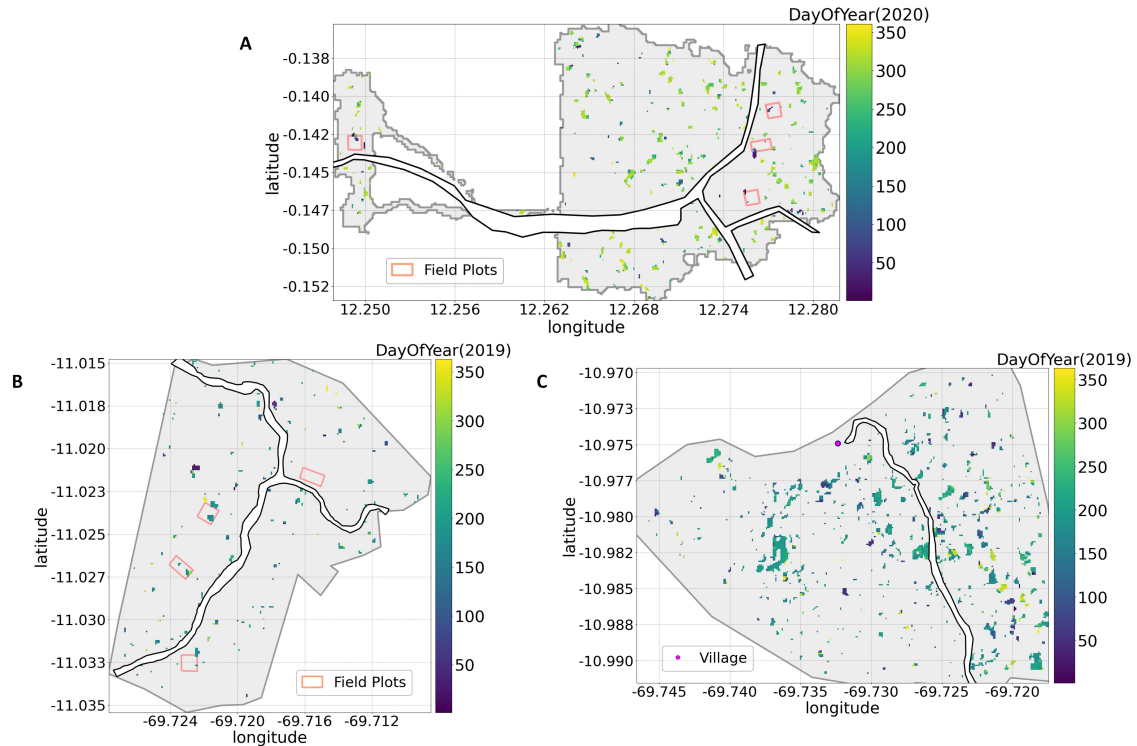 A
DayOfYear(2020)
latitude
-0.138
-0.140
-0.142
-0.145
-0.147
-0.150
-0.152
12.250 12.256 12.262 12.268 12.274 12.280
longitude
Field Plots
350
300
250
200
150
100
50
B
DayOfYear(2019)
latitude
-11.015
-11.018
-11.020
-11.023
-11.025
-11.027
-11.030
-11.033
-11.035
-69.724 -69.720 -69.716 -69.712
longitude
Field Plots
350
300
250
200
150
100
50
C
DayOfYear(2019)
latitude
-10.970
-10.973
-10.975
-10.977
-10.980
-10.982
-10.985
-10.988
-10.990
-69.745 -69.740 -69.735 -69.730 -69.725 -69.720
longitude
Village
350
300
250
200
150
100
50